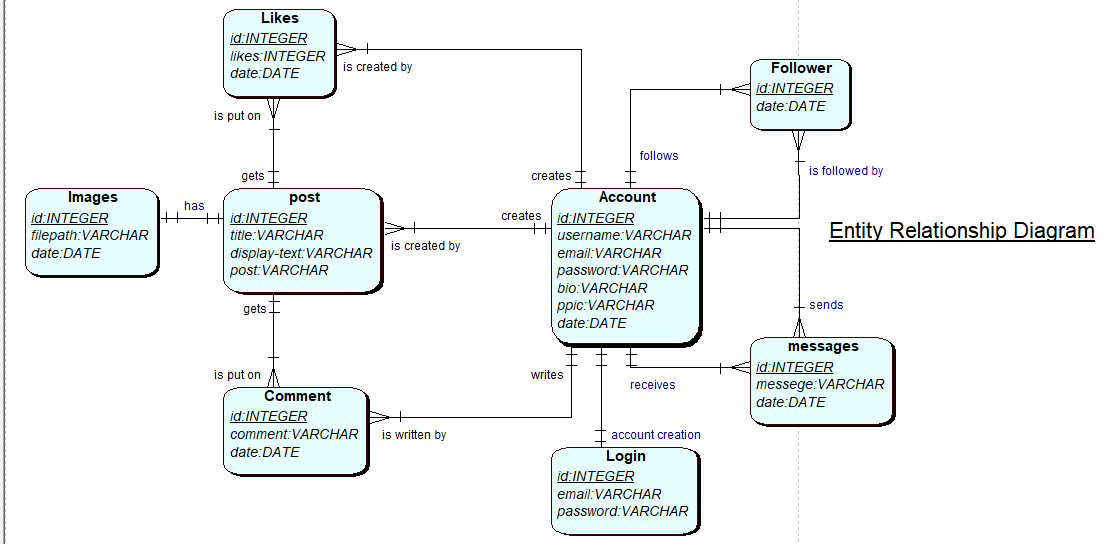 Likes
id:INTEGER
likes:INTEGER
date:DATE
is created by
is put on
gets
creates
Follower
id:INTEGER
date:DATE
follows
is followed by
Images
id:INTEGER
filepath:VARCHAR
date:DATE
has
post
id:INTEGER
title:VARCHAR
display-text:VARCHAR
post:VARCHAR
creates
is created by
Account
id:INTEGER
username:VARCHAR
email:VARCHAR
password:VARCHAR
bio:VARCHAR
ppic:VARCHAR
date:DATE
Entity Relationship Diagram
gets
is put on
sends
writes
receives
messages
id:INTEGER
messege:VARCHAR
date:DATE
Comment
id:INTEGER
comment:VARCHAR
date:DATE
is written by
account creation
Login
id:INTEGER
email:VARCHAR
password:VARCHAR